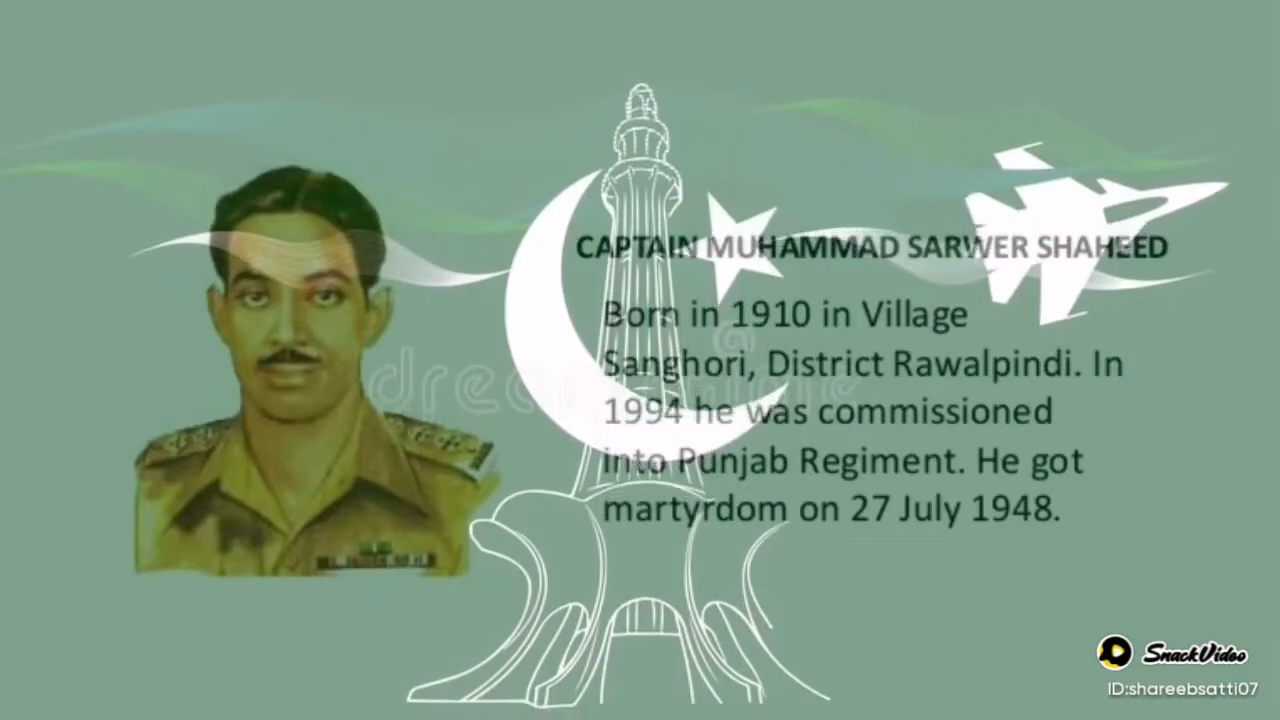 CAPTAIN MUHAMMAD SARWER SHAHEED
Born in 1910 in Village
Sanghori, District Rawalpindi. In
1994 he was commissioned
into Punjab Regiment. He got
martyrdom on 27 July 1948.
dreamstime
SnackVideo
ID:shareebsatti07